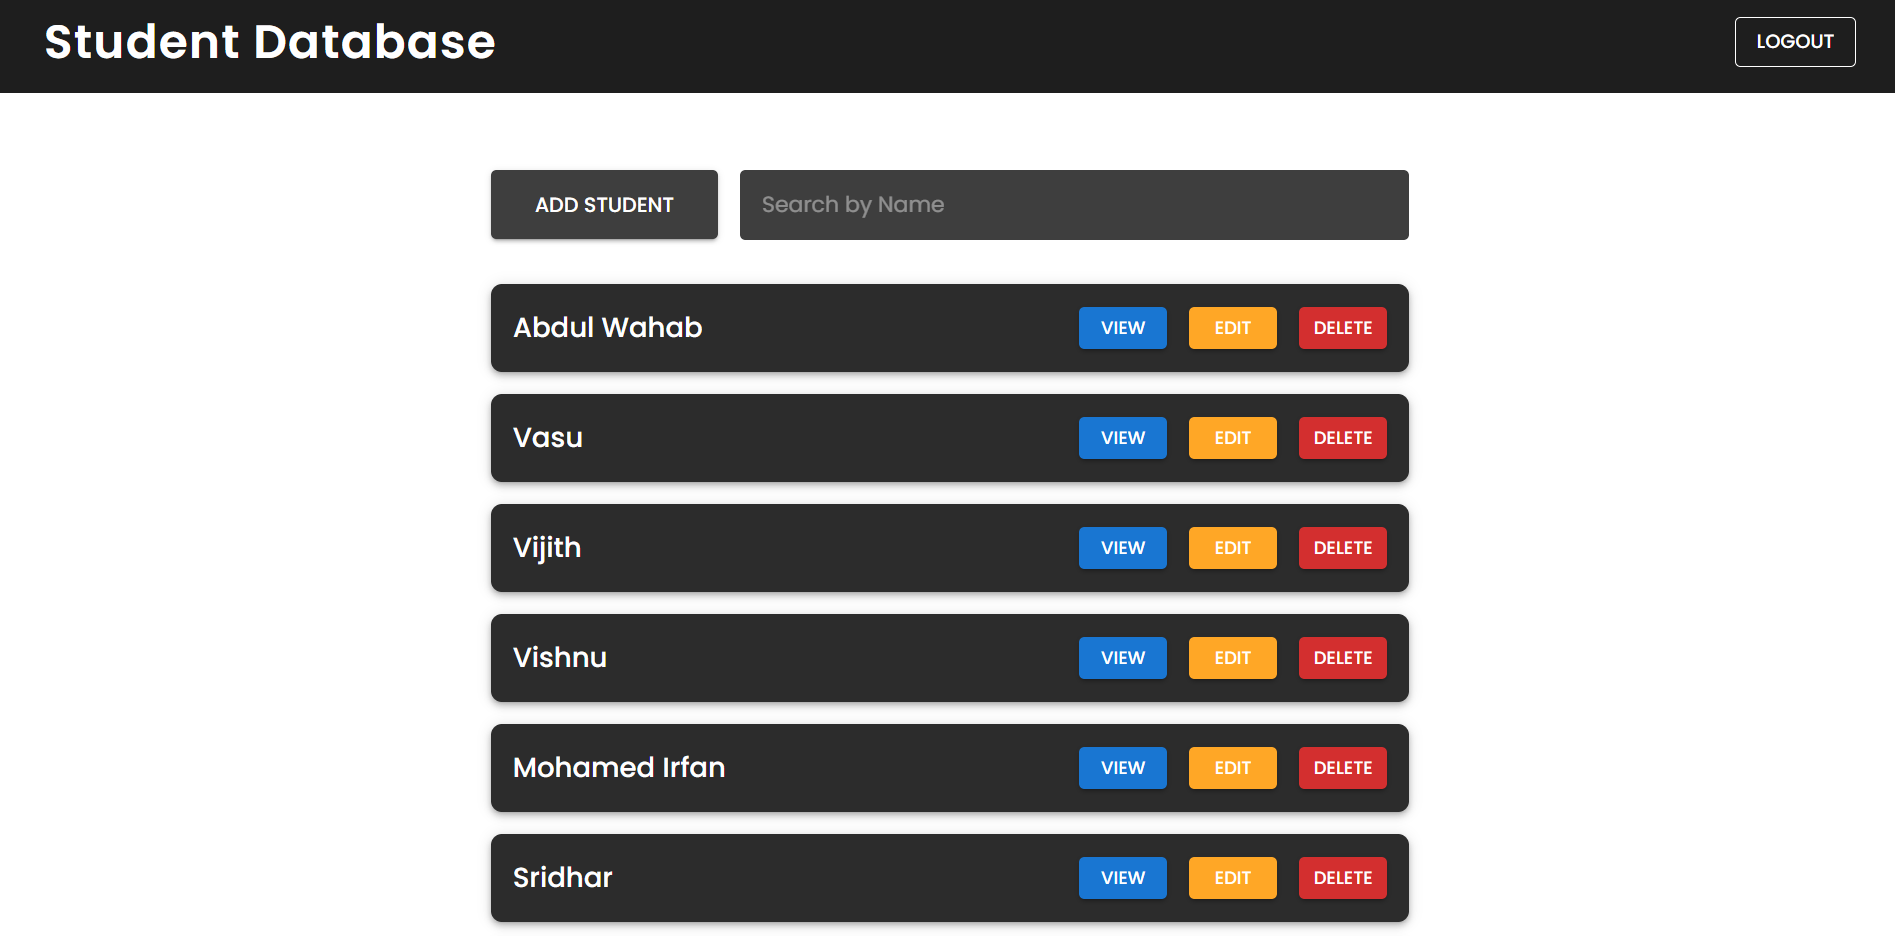 Student Database LOGOUT
ADD STUDENT Search by Name
Abdul Wahab VIEW EDIT DELETE
Vasu VIEW EDIT DELETE
Vijith VIEW EDIT DELETE
Vishnu VIEW EDIT DELETE
Mohamed Irfan VIEW EDIT DELETE
Sridhar VIEW EDIT DELETE